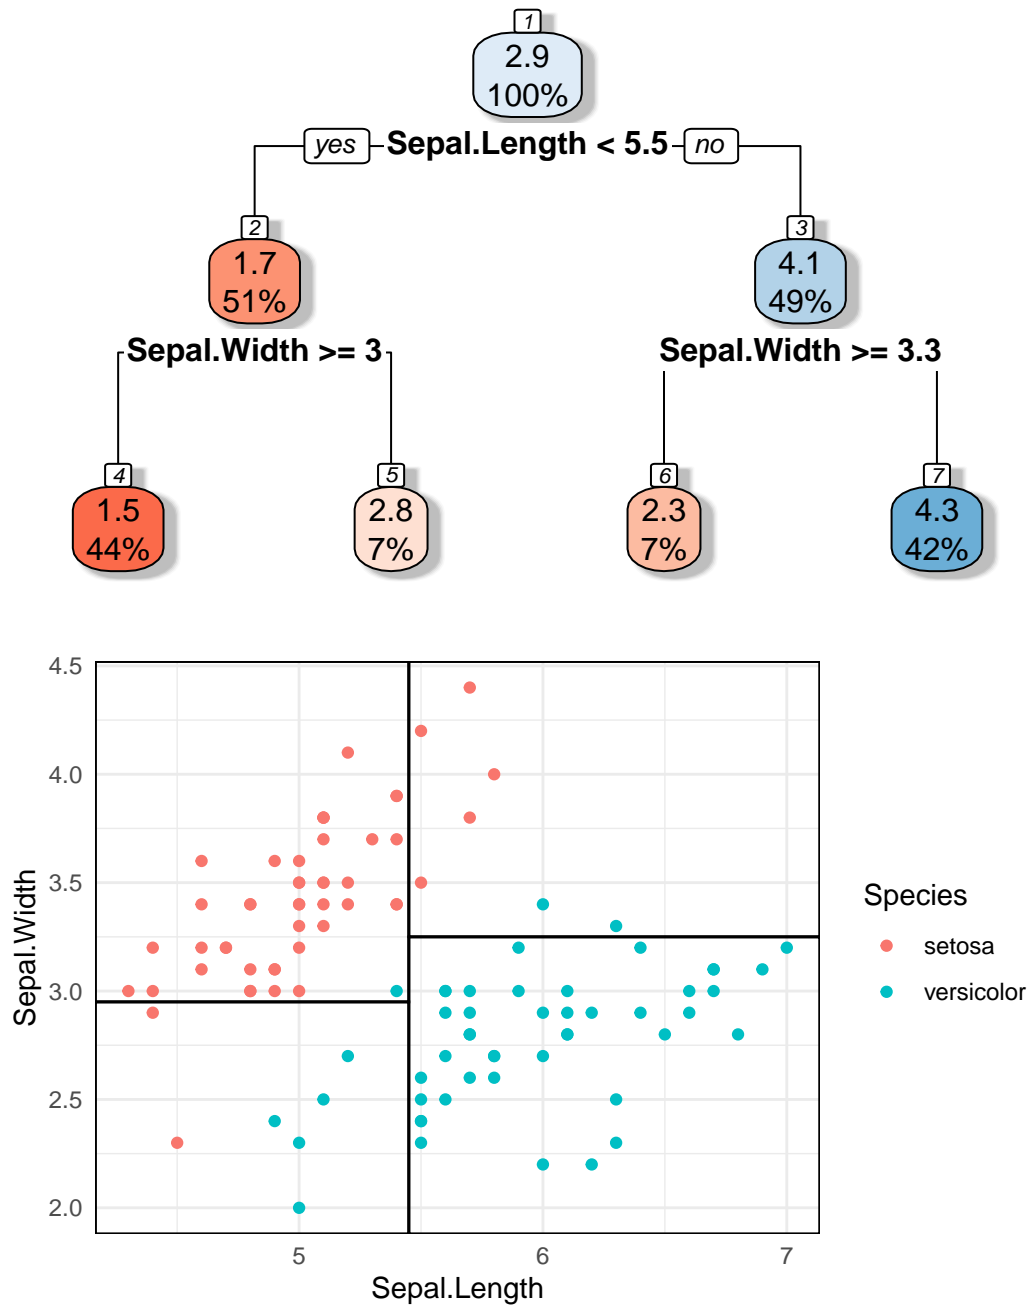 1
2.9
100%
yes Sepal.Length < 5.5 no
2 3
1.7 4.1
51% 49%
Sepal.Width >= 3 Sepal.Width >= 3.3
4 5 6 7
1.5 2.8 2.3 4.3
44% 7% 7% 42%
4.5
4.0
3.5
3.0
2.5
2.0
Sepal.Width
5 6 7
Sepal.Length
Species
setosa
versicolor